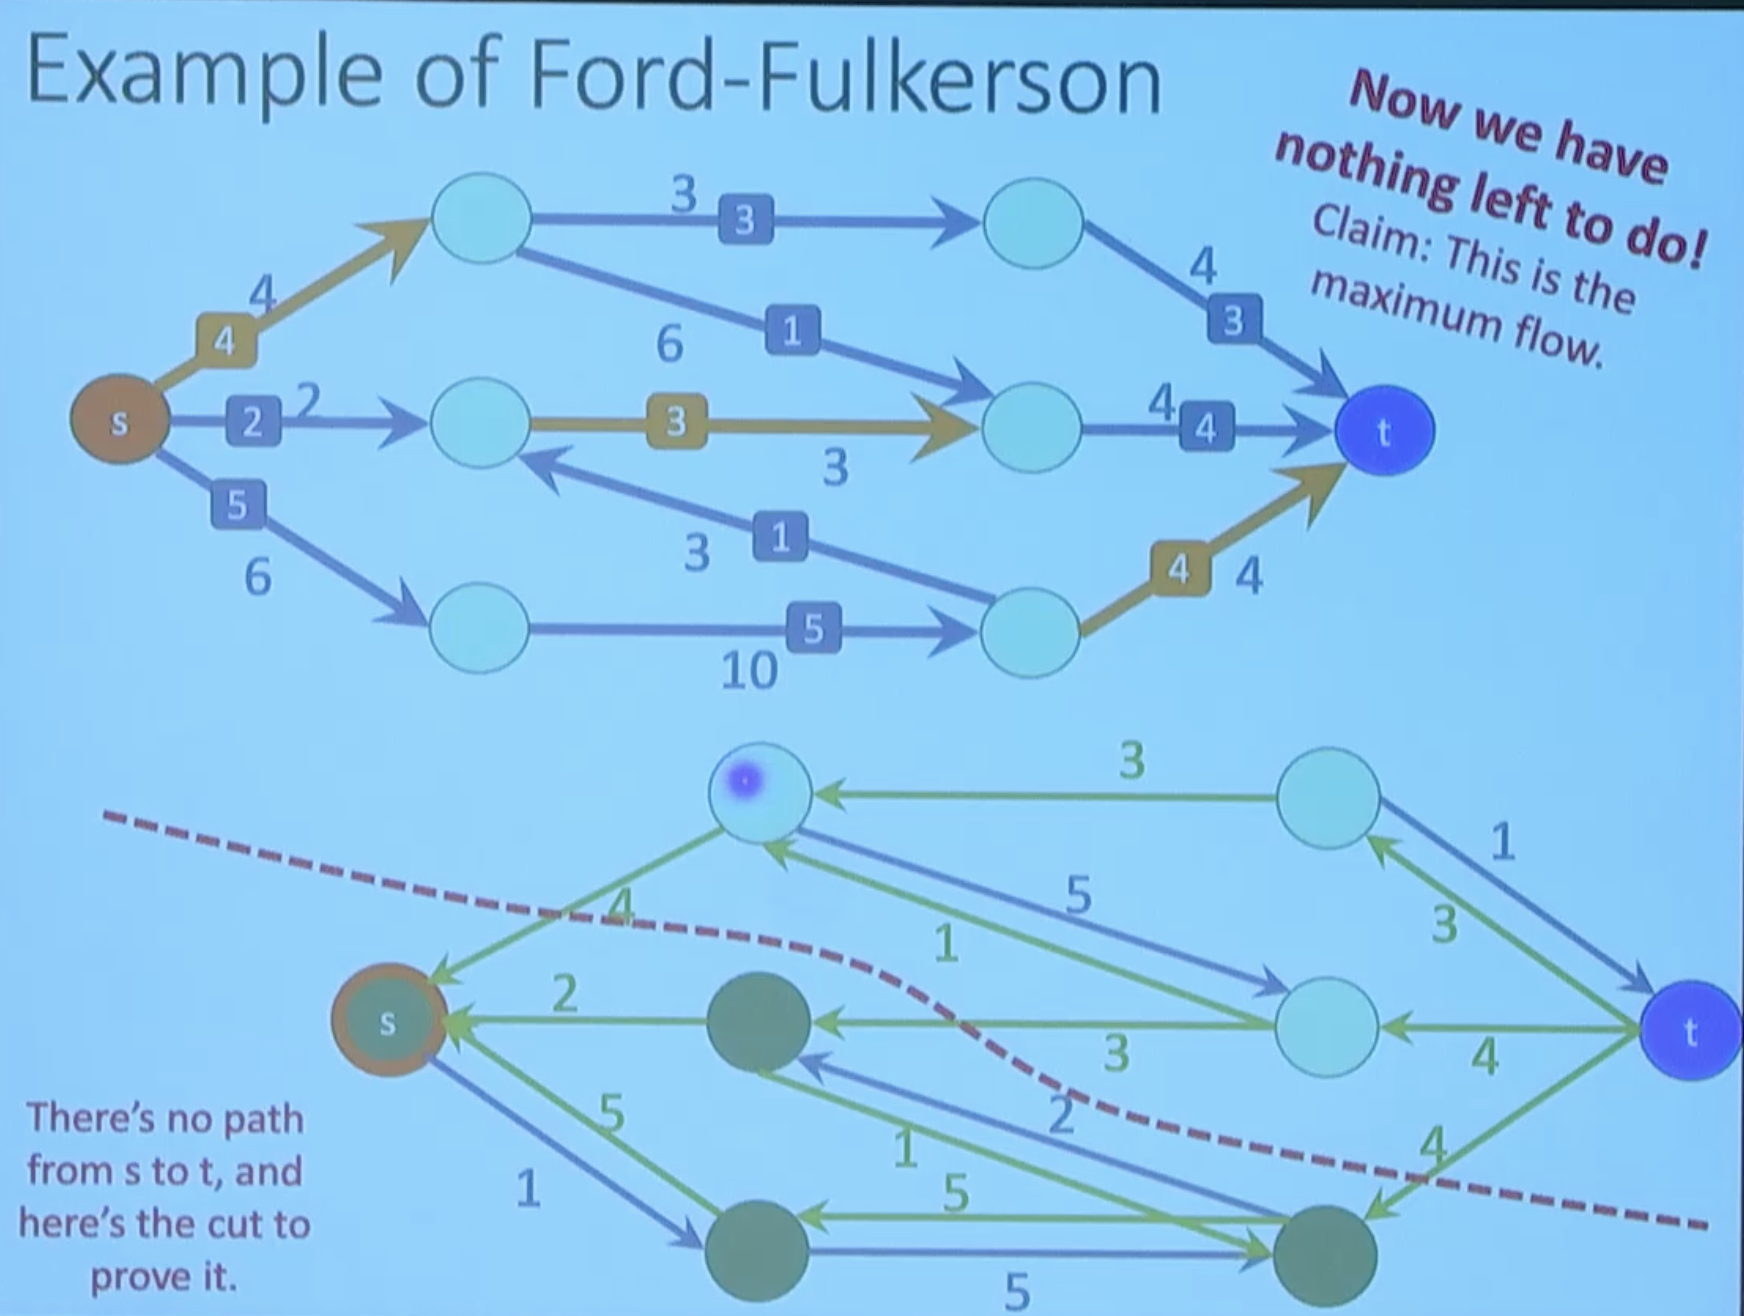 Example of Ford-Fulkerson
Now we have
nothing left to do!
Claim: This is the
maximum flow.
3
3
4
4
4
3
6
1
s
2
2
3
3
4
4
t
5
6
3
1
4
4
5
10
3
1
5
3
4
1
s
2
3
4
t
5
1
2
4
1
5
5
There's no path
from s to t, and
here's the cut to
prove it.